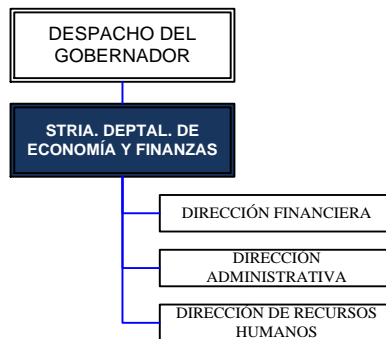 DESPACHO DEL
GOBERNADOR
STRIA. DEPTAL. DE
ECONOMÍA Y FINANZAS
DIRECCIÓN FINANCIERA
DIRECCIÓN
ADMINISTRATIVA
DIRECCIÓN DE RECURSOS
HUMANOS